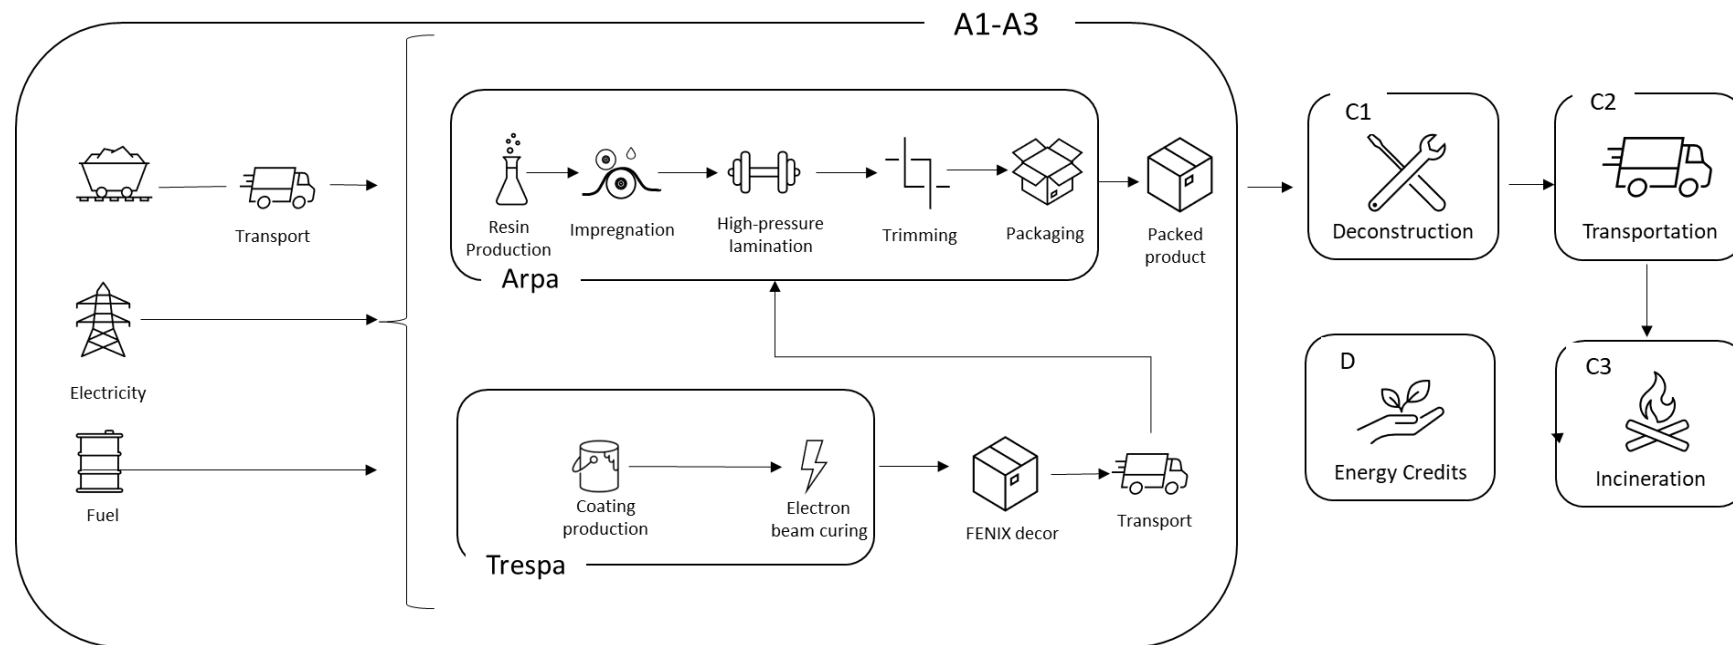 A1-A3
Transport
Electricity
Fuel
Resin
Production
Impregnation
High-pressure
lamination
Trimming
Packaging
Arpa
Packed
product
Coating
production
Electron
beam curing
Trespa
FENIX decor
Transport
C1
Deconstruction
C2
Transportation
D
Energy Credits
C3
Incineration